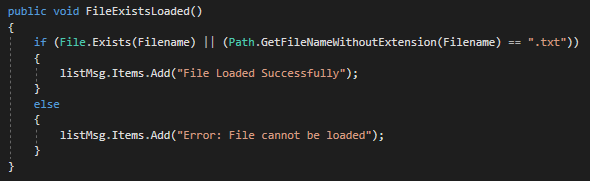 public void FileExistsLoaded()
{
if (File.Exists(Filename) || (Path.GetFileNameWithoutExtension(Filename) == ".txt"))
{
listMsg.Items.Add("File Loaded Successfully");
}
else
{
listMsg.Items.Add("Error: File cannot be loaded");
}
}